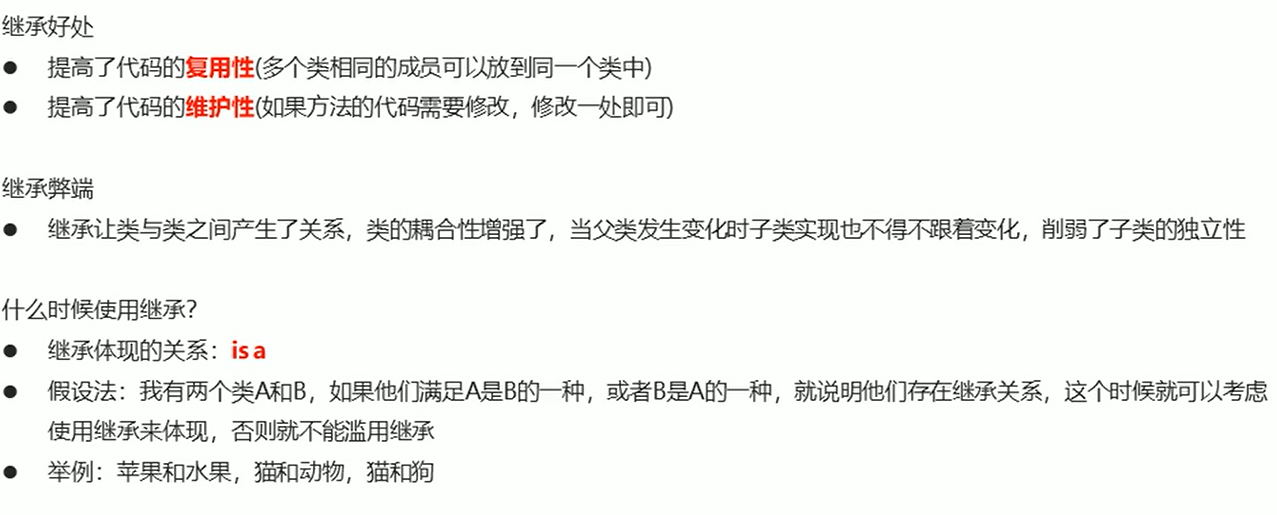 继承好处
● 提高了代码的复用性(多个类相同的成员可以放到同一个类中)
● 提高了代码的维护性(如果方法的代码需要修改，修改一处即可)
继承弊端
● 继承让类与类之间产生了关系，类的耦合性增强了，当父类发生变化时子类实现也不得不跟着变化，削弱了子类的独立性
什么时候使用继承？
● 继承体现的关系：is a
● 假设法：我有两个类A和B，如果他们满足A是B的一种，或者B是A的一种，就说明他们存在继承关系，这个时候就可以考虑
使用继承来体现，否则就不能滥用继承
● 举例：苹果和水果，猫和动物，猫和狗